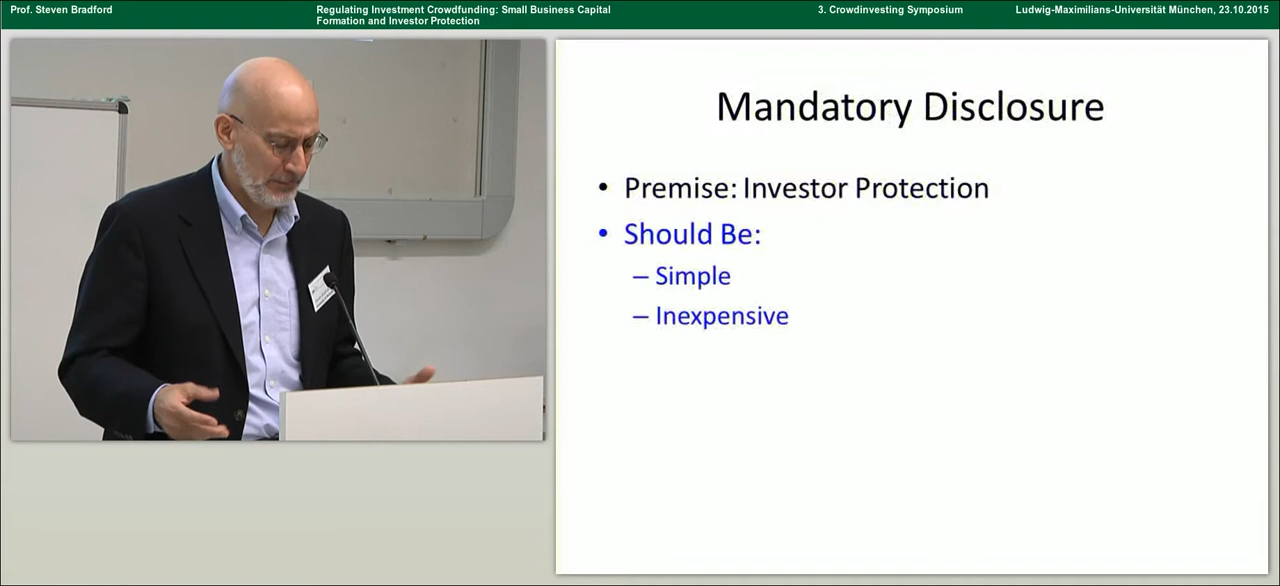 Prof. Steven Bradford
Regulating Investment Crowdfunding: Small Business Capital
Formation and Investor Protection
3. Crowdinvesting Symposium
Ludwig-Maximilians-Universität München, 23.10.2015
Mandatory Disclosure
• Premise: Investor Protection
• Should Be:
– Simple
– Inexpensive